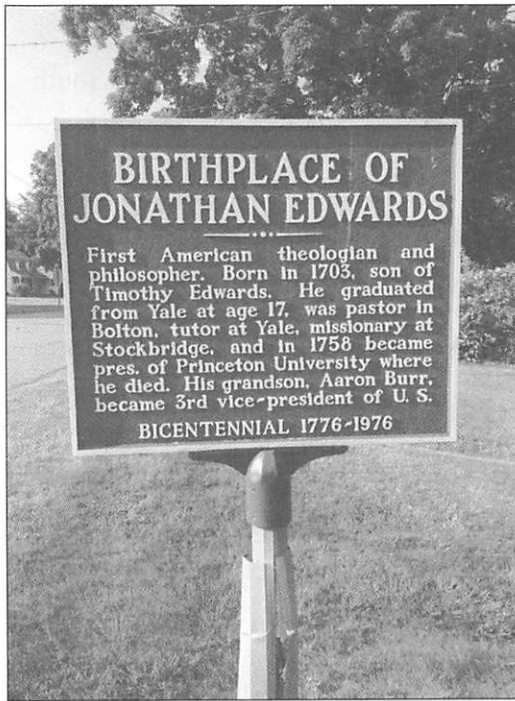 BIRTHPLACE OF
JONATHAN EDWARDS
First American theologian and
philosopher. Born in 1703, son of
Timothy Edwards. He graduated
from Yale at age 17, was pastor in
Bolton, tutor at Yale, missionary at
Stockbridge, and in 1758 became
pres. of Princeton University where
he died. His grandson, Aaron Burr,
became 3rd vice-president of U. S.
BICENTENNIAL 1776-1976